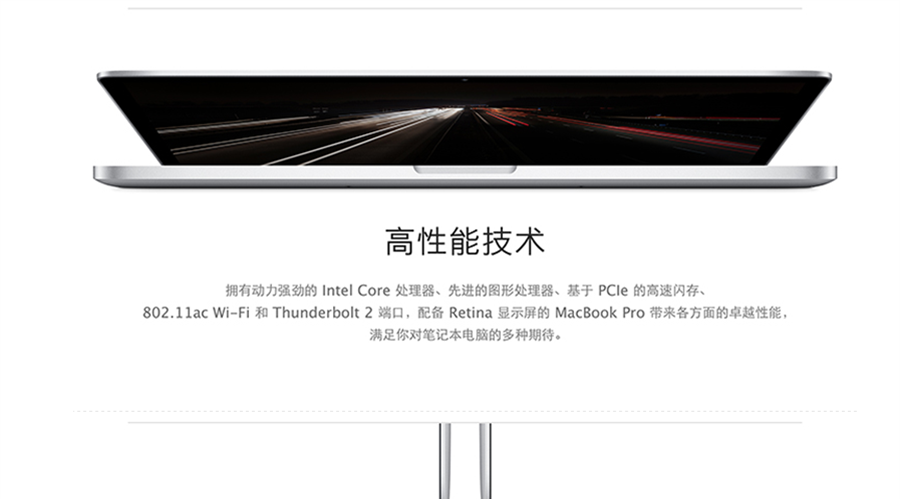 高性能技术
拥有动力强劲的 Intel Core 处理器、先进的图形处理器、基于 PCIe 的高速闪存、
802.11ac Wi-Fi 和 Thunderbolt 2 端口，配备 Retina 显示屏的 MacBook Pro 带来各方面的卓越性能，
满足你对笔记本电脑的多种期待。